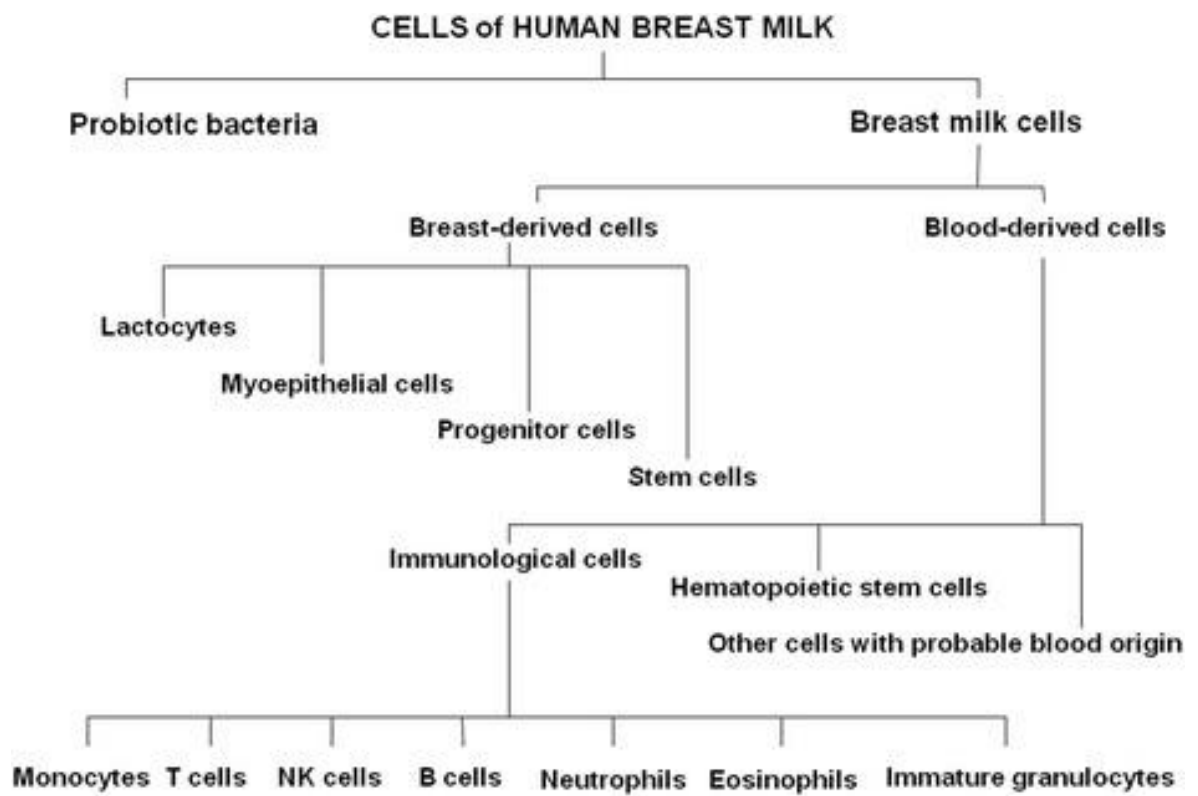 CELLS of HUMAN BREAST MILK
Probiotic bacteria
Breast milk cells
Breast-derived cells
Blood-derived cells
Lactocytes
Myoepithelial cells
Progenitor cells
Stem cells
Immunological cells
Hematopoietic stem cells
Other cells with probable blood origin
Monocytes T cells NK cells B cells Neutrophils Eosinophils Immature granulocytes